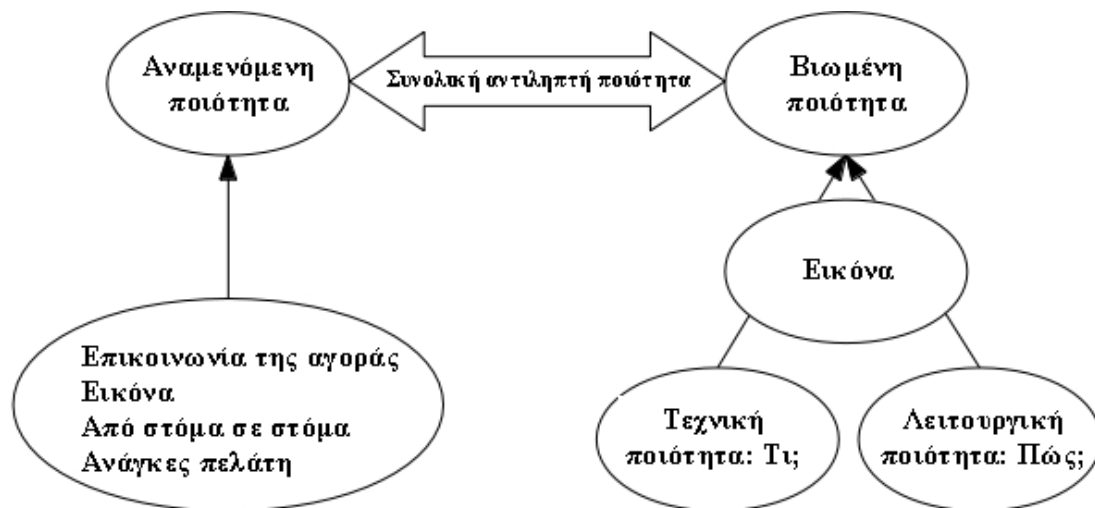 Αναμενόμενη
ποιότητα
Συνολική αντιληπτή ποιότητα
Βιωμένη
ποιότητα
Εικόνα
Επικοινωνία της αγοράς
Εικόνα
Από στόμα σε στόμα
Ανάγκες πελάτη
Τεχνική
ποιότητα: Τι;
Λειτουργική
ποιότητα: Πώς;